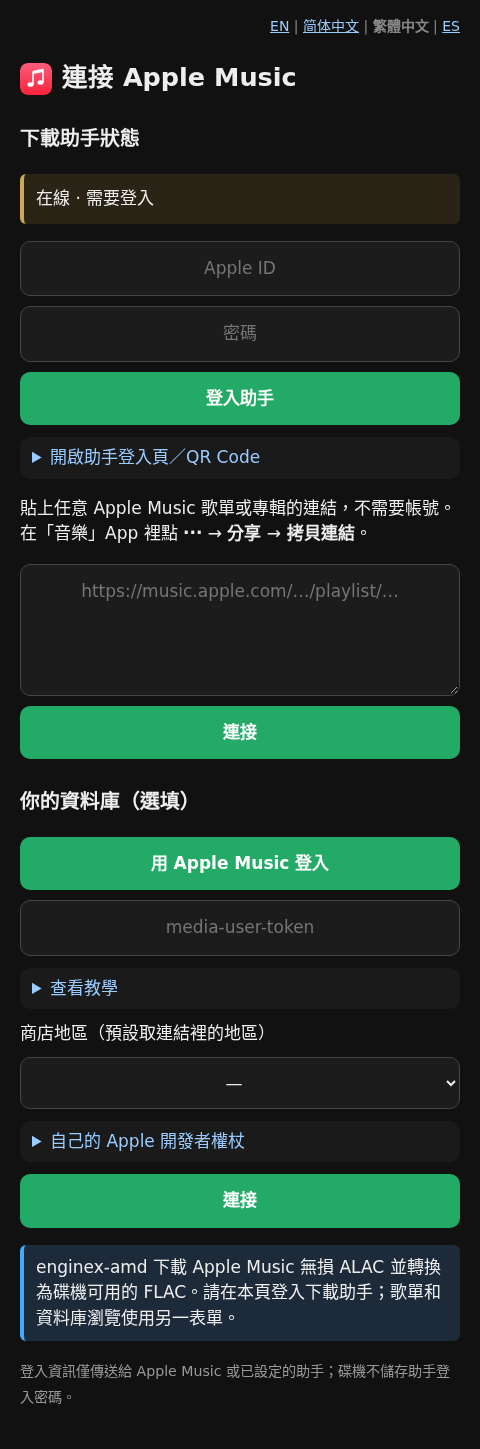 EN | 简体中文 | 繁體中文 | ES
連接 Apple Music
下載助手狀態
在線 · 需要登入
Apple ID
密碼
登入助手
▶ 開啟助手登入頁／QR Code
貼上任意 Apple Music 歌單或專輯的連結，不需要帳號。
在「音樂」App 裡點 ··· → 分享 → 拷貝連結。
https://music.apple.com/…/playlist/…
連接
你的資料庫（選填）
用 Apple Music 登入
media-user-token
▶ 查看教學
商店地區（預設取連結裡的地區）
—
▶ 自己的 Apple 開發者權杖
連接
enginex-amd 下載 Apple Music 無損 ALAC 並轉換
為碟機可用的 FLAC。請在本頁登入下載助手；歌單和
資料庫瀏覽使用另一表單。
登入資訊僅傳送給 Apple Music 或已設定的助手；碟機不儲存助手登
入密碼。